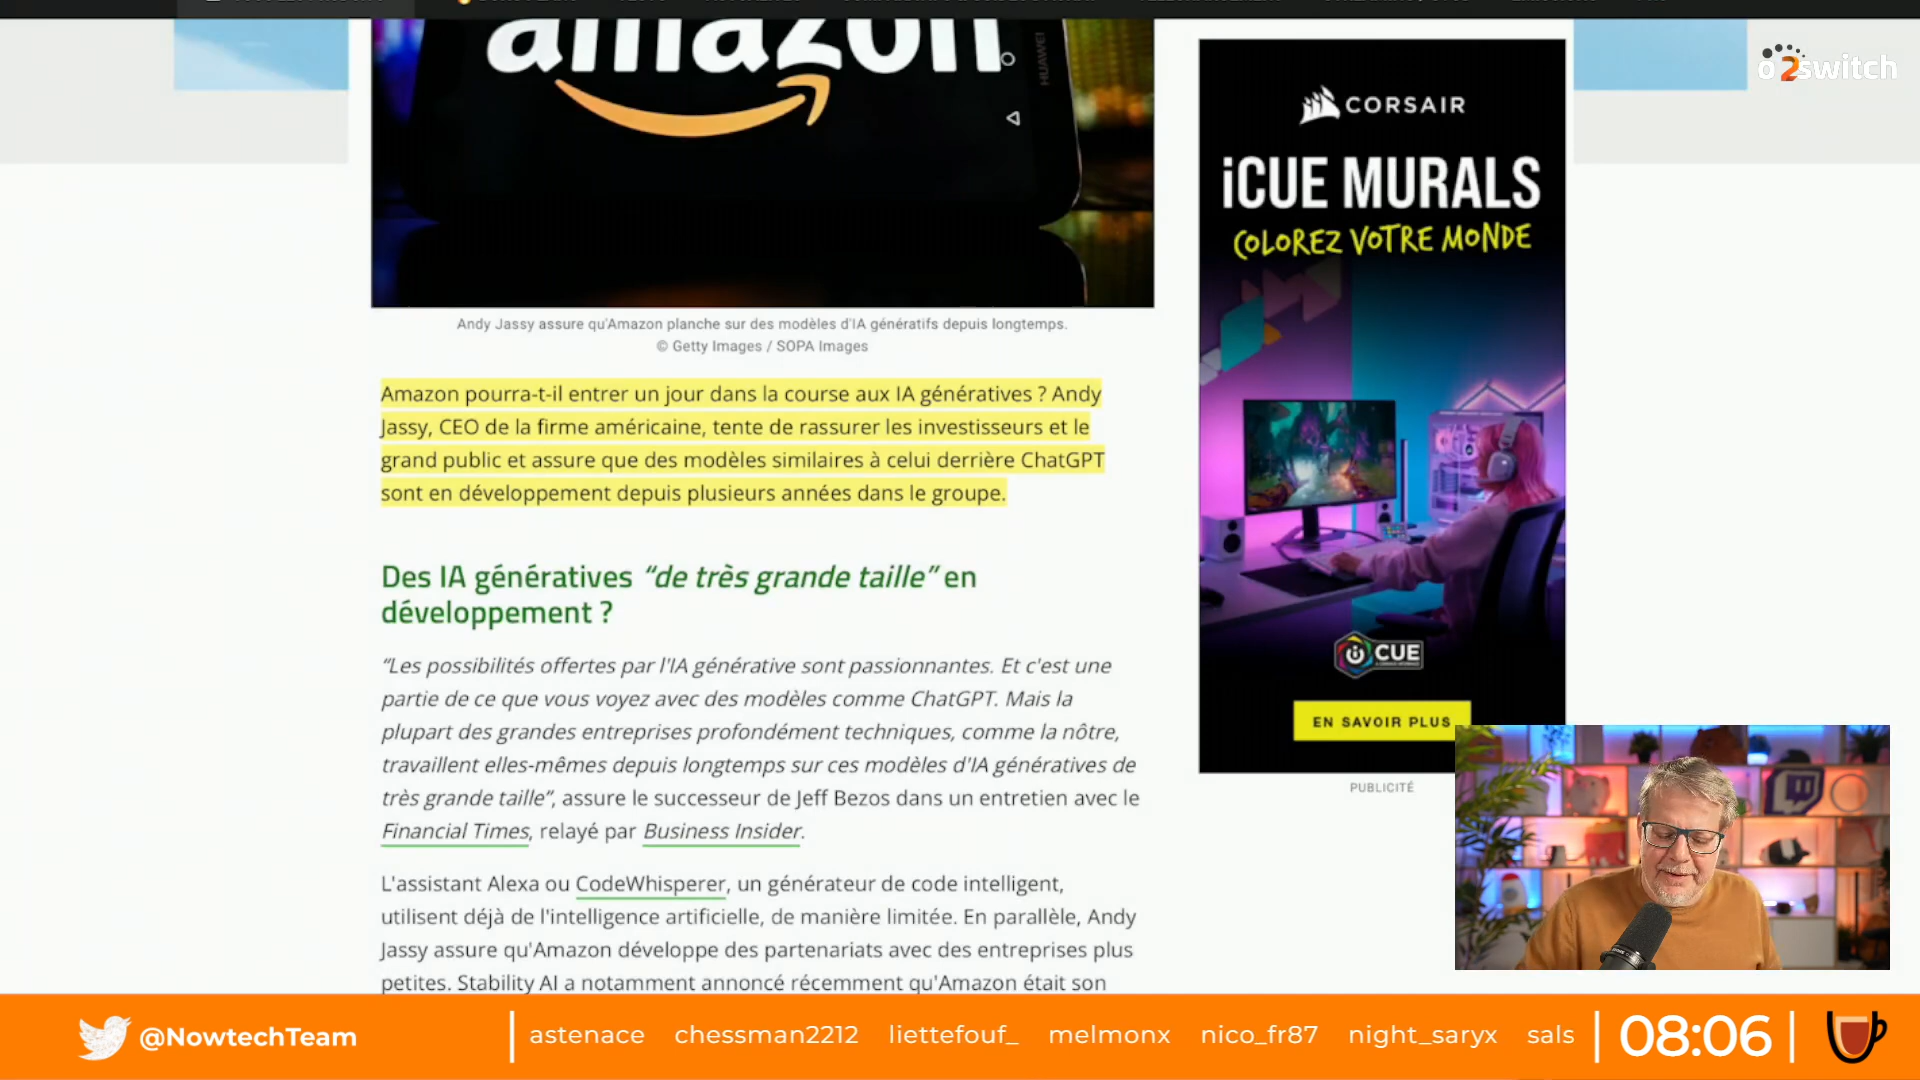 amazon
HUAWEI
o2switch
Andy Jassy assure qu'Amazon planche sur des modèles d'IA génératifs depuis longtemps.
© Getty Images / SOPA Images
Amazon pourra-t-il entrer un jour dans la course aux IA génératives ? Andy
Jassy, CEO de la firme américaine, tente de rassurer les investisseurs et le
grand public et assure que des modèles similaires à celui derrière ChatGPT
sont en développement depuis plusieurs années dans le groupe.
Des IA génératives “de très grande taille” en
développement ?
“Les possibilités offertes par l'IA générative sont passionnantes. Et c'est une
partie de ce que vous voyez avec des modèles comme ChatGPT. Mais la
plupart des grandes entreprises profondément techniques, comme la nôtre,
travaillent elles-mêmes depuis longtemps sur ces modèles d'IA génératives de
très grande taille”, assure le successeur de Jeff Bezos dans un entretien avec le
Financial Times, relayé par Business Insider.
L'assistant Alexa ou CodeWhisperer, un générateur de code intelligent,
utilisent déjà de l'intelligence artificielle, de manière limitée. En parallèle, Andy
Jassy assure qu'Amazon développe des partenariats avec des entreprises plus
petites. Stability AI a notamment annoncé récemment qu'Amazon était son
CORSAIR
iCUE MURALS
COLOREZ VOTRE MONDE
iCUE
EN SAVOIR PLUS
PUBLICITÉ
@NowtechTeam
astenace chessman2212 liettefouf_ melmonx nico_fr87 night_saryx sals
08:06